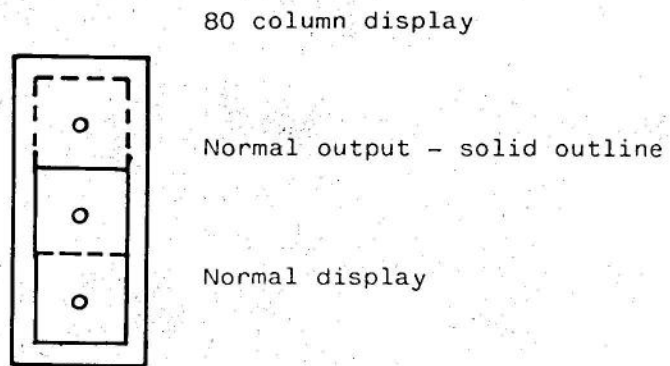 80 column display
Normal output - solid outline
Normal display